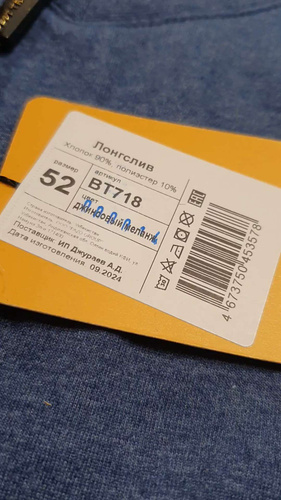 Лонгслив
Хлопок 90% полиэстер 10%
размер
52
артикул
ВТ718
цвет
джинсовый меланж
Поставщик: ИП Джураев А.Д.
Дата изготовления: 09.2024
4673750453578